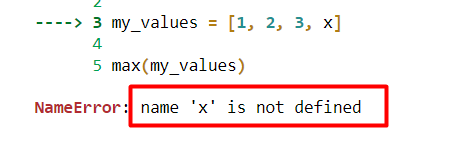 2
----> 3 my_values = [1, 2, 3, x]
4
5 max(my_values)
NameError: name 'x' is not defined